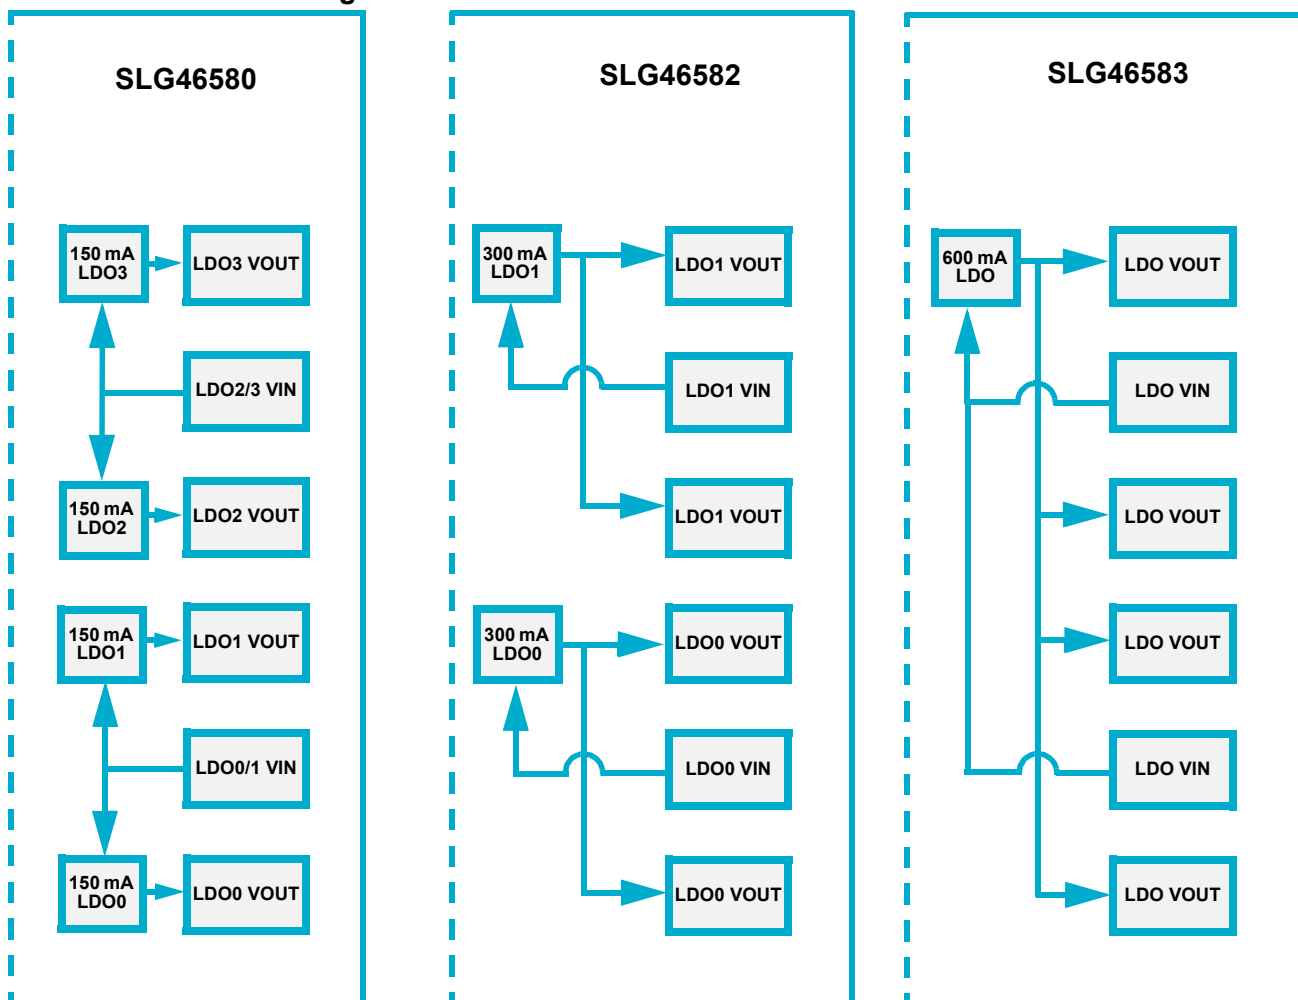 g
SLG46580
150 mA
LDO3
LDO3 VOUT
LDO2/3 VIN
150 mA
LDO2
LDO2 VOUT
150 mA
LDO1
LDO1 VOUT
LDO0/1 VIN
150 mA
LDO0
LDO0 VOUT
SLG46582
300 mA
LDO1
LDO1 VOUT
LDO1 VIN
LDO1 VOUT
300 mA
LDO0
LDO0 VOUT
LDO0 VIN
LDO0 VOUT
SLG46583
600 mA
LDO
LDO VOUT
LDO VIN
LDO VOUT
LDO VOUT
LDO VIN
LDO VOUT